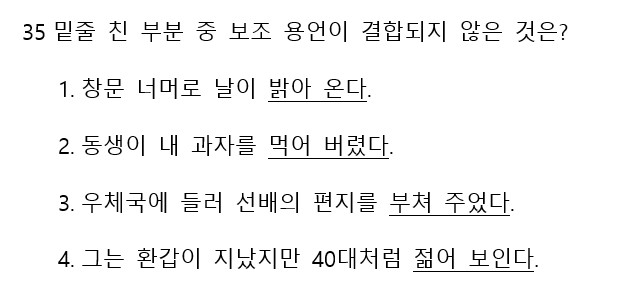 35 밑줄 친 부분 중 보조 용언이 결합되지 않은 것은?
1. 창문 너머로 날이 밝아 온다.
2. 동생이 내 과자를 먹어 버렸다.
3. 우체국에 들러 선배의 편지를 부쳐 주었다.
4. 그는 환갑이 지났지만 40대처럼 젊어 보인다.